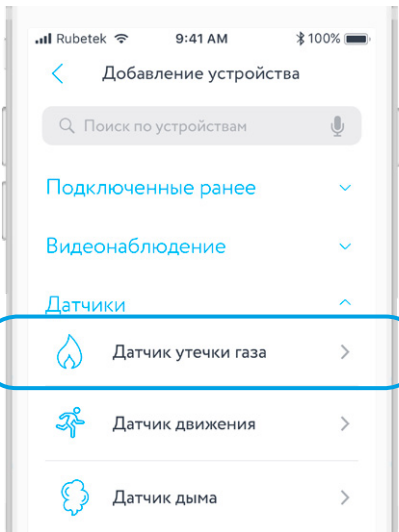 Rubetek 9:41 AM 100%
Добавление устройства
Поиск по устройствам
Подключенные ранее
Видеонаблюдение
Датчики
Датчик утечки газа
Датчик движения
Датчик дыма